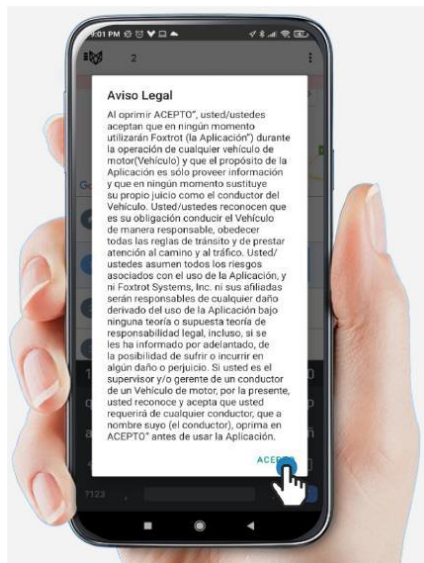 9:01 PM
2
Aviso Legal
Al oprimir ACEPTO", usted/ustedes
aceptan que en ningún momento
utilizarán Foxtrot (la Aplicación") durante
la operación de cualquier vehículo de
motor(Vehículo) y que el propósito de la
Aplicación es sólo proveer información
y que en ningún momento sustituye
su propio juicio como el conductor del
Vehículo. Usted/ustedes reconocen que
es su obligación conducir el Vehículo
de manera responsable, obedecer
todas las reglas de tránsito y de prestar
atención al camino y al tráfico. Usted/
ustedes asumen todos los riesgos
asociados con el uso de la Aplicación, y
ni Foxtrot Systems, Inc. ni sus afiliadas
serán responsables de cualquier daño
derivado del uso de la Aplicación bajo
ninguna teoría o supuesta teoría de
responsabilidad legal, incluso, si se
les ha informado por adelantado, de
la posibilidad de sufrir o incurrir en
algún daño o perjuicio. Si usted es el
supervisor y/o gerente de un conductor
de un Vehículo de motor, por la presente,
usted reconoce y acepta que usted
requerirá de cualquier conductor, que a
nombre suyo (el conductor), oprima en
ACEPTO" antes de usar la Aplicación.
ACEPTO
?123 ,